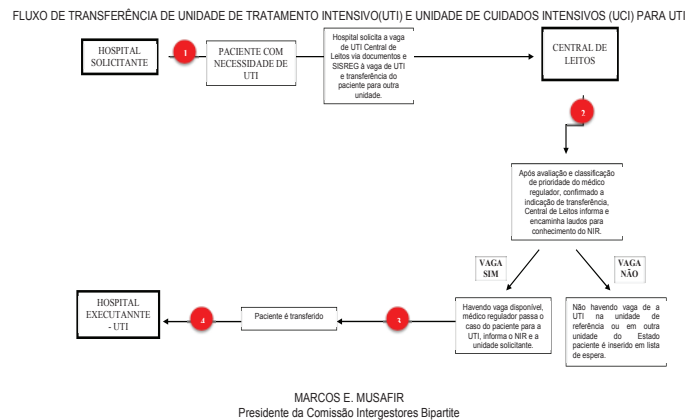 FLUXO DE TRANSFERÊNCIA DE UNIDADE DE TRATAMENTO INTENSIVO(UTI) E UNIDADE DE CUIDADOS INTENSIVOS (UCI) PARA UTI
HOSPITAL
SOLICITANTE
1
PACIENTE COM
NECESSIDADE DE
UTI
Hospital solicita a vaga
de UTI Central de
Leitos via documentos e
SISREG à vaga de UTI
e transferência do
paciente para outra
unidade.
CENTRAL DE
LEITOS
2
Após avaliação e classificação
de prioridade do médico
regulador, confirmado a
indicação de transferência,
Central de Leitos informa e
encaminha laudos para
conhecimento do NIR.
VAGA
SIM
VAGA
NÃO
HOSPITAL
EXECUTANNTE
- UTI
4
Paciente é transferido
3
Havendo vaga disponível,
médico regulador passa o
caso do paciente para a
UTI, informa o NIR e a
unidade solicitante.
Não havendo vaga de a
UTI na unidade de
referência ou em outra
unidade do Estado
paciente é inserido em lista
de espera.
MARCOS E. MUSAFIR
Presidente da Comissão Intergestores Bipartite